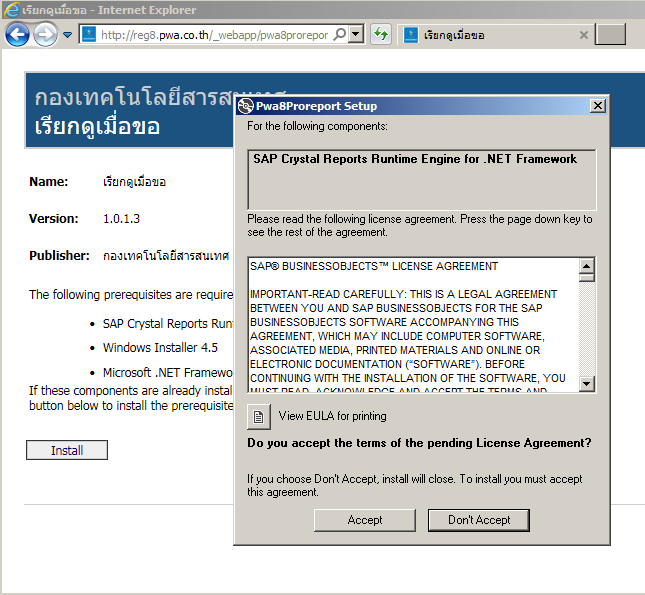 เรียกดูเมื่อขอ - Internet Explorer
http://reg8.pwa.co.th/_webapp/pwa8prorepor
เรียกดูเมื่อขอ
กองเทคโนโลยีสารสนเทศ
เรียกดูเมื่อขอ
Name: เรียกดูเมื่อขอ
Version: 1.0.1.3
Publisher: กองเทคโนโลยีสารสนเทศ
The following prerequisites are require
• SAP Crystal Reports Run
• Windows Installer 4.5
• Microsoft .NET Framewo
If these components are already instal
button below to install the prerequisite
Install
Pwa8Proreport Setup
For the following components:
SAP Crystal Reports Runtime Engine for .NET Framework
Please read the following license agreement. Press the page down key to
see the rest of the agreement.
SAP® BUSINESSOBJECTS™ LICENSE AGREEMENT
IMPORTANT-READ CAREFULLY: THIS IS A LEGAL AGREEMENT
BETWEEN YOU AND SAP BUSINESSOBJECTS FOR THE SAP
BUSINESSOBJECTS SOFTWARE ACCOMPANYING THIS
AGREEMENT, WHICH MAY INCLUDE COMPUTER SOFTWARE,
ASSOCIATED MEDIA, PRINTED MATERIALS AND ONLINE OR
ELECTRONIC DOCUMENTATION (“SOFTWARE”). BEFORE
CONTINUING WITH THE INSTALLATION OF THE SOFTWARE, YOU
MUST READ, ACKNOWLEDGE AND ACCEPT THE TERMS AND
View EULA for printing
Do you accept the terms of the pending License Agreement?
If you choose Don't Accept, install will close. To install you must accept
this agreement.
Accept
Don't Accept